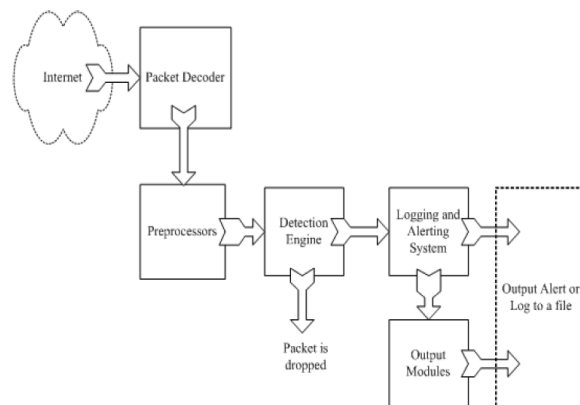 Internet
Packet Decoder
Preprocessors
Detection
Engine
Logging and
Alerting
System
Output Alert or
Log to a file
Packet is
dropped
Output
Modules